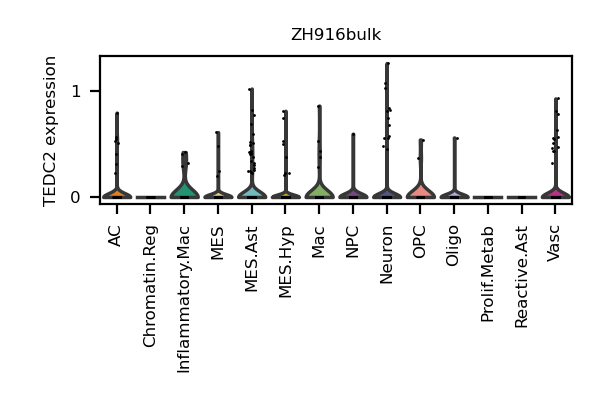 ZH916bulk
TEDC2 expression
1
0
AC
Chromatin.Reg
Inflammatory.Mac
MES
MES.Ast
MES.Hyp
Mac
NPC
Neuron
OPC
Oligo
Prolif.Metab
Reactive.Ast
Vasc